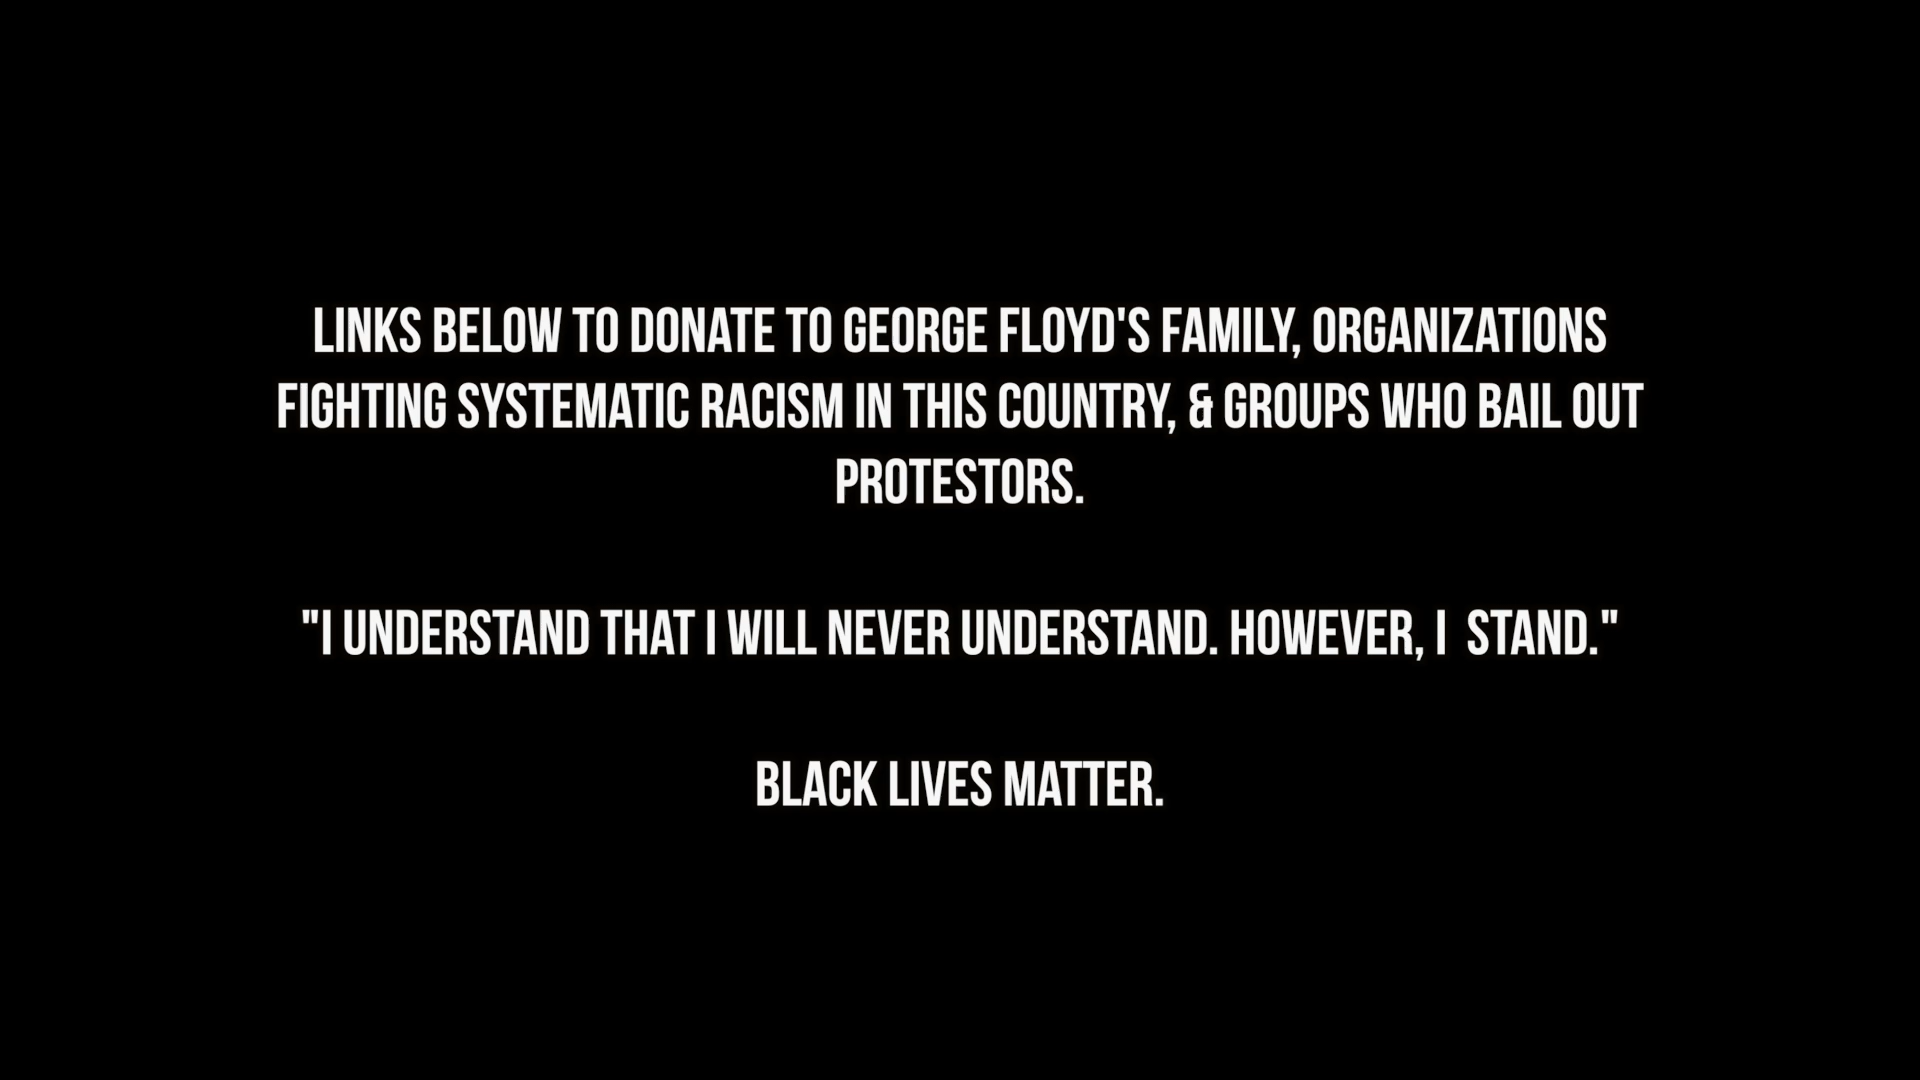 LINKS BELOW TO DONATE TO GEORGE FLOYD'S FAMILY, ORGANIZATIONS
FIGHTING SYSTEMATIC RACISM IN THIS COUNTRY, & GROUPS WHO BAIL OUT
PROTESTORS.
"I UNDERSTAND THAT I WILL NEVER UNDERSTAND. HOWEVER, I  STAND."
BLACK LIVES MATTER.